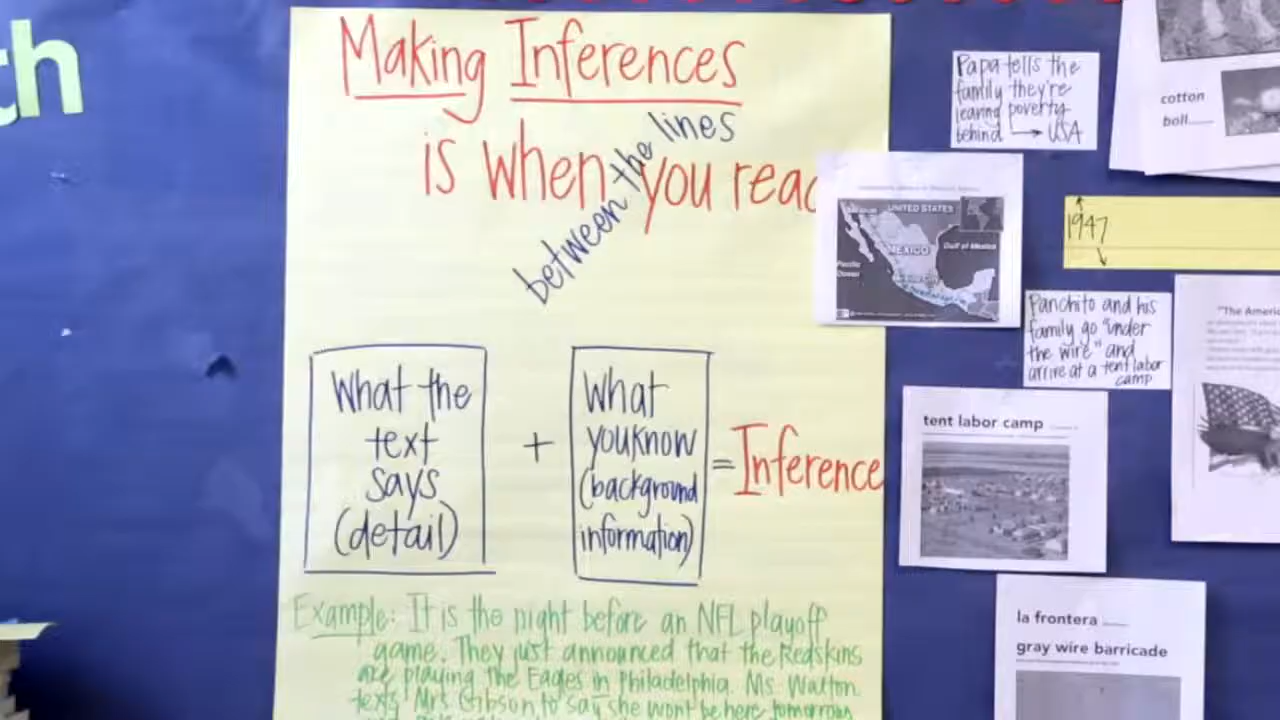 th
Making Inferences
is when you read
between the lines
What the
text
says
(detail)
+
What
you know
(background
information)
= Inference
Example: It is the night before an NFL playoff
game. They just announced that the Redskins
are playing the Eagles in Philadelphia. Ms. Walton
texts Mrs. Gibson to say she wont be here tomorrow
Papa tells the
family they're
leaving poverty
behind → USA
cotton
boll
UNITED STATES
MEXICO
Gulf of Mexico
Pacific
Ocean
1947
Panchito and his
family go "under
the wire" and
arrive at a tent labor
camp
"The Americ
tent labor camp
la frontera
gray wire barricade